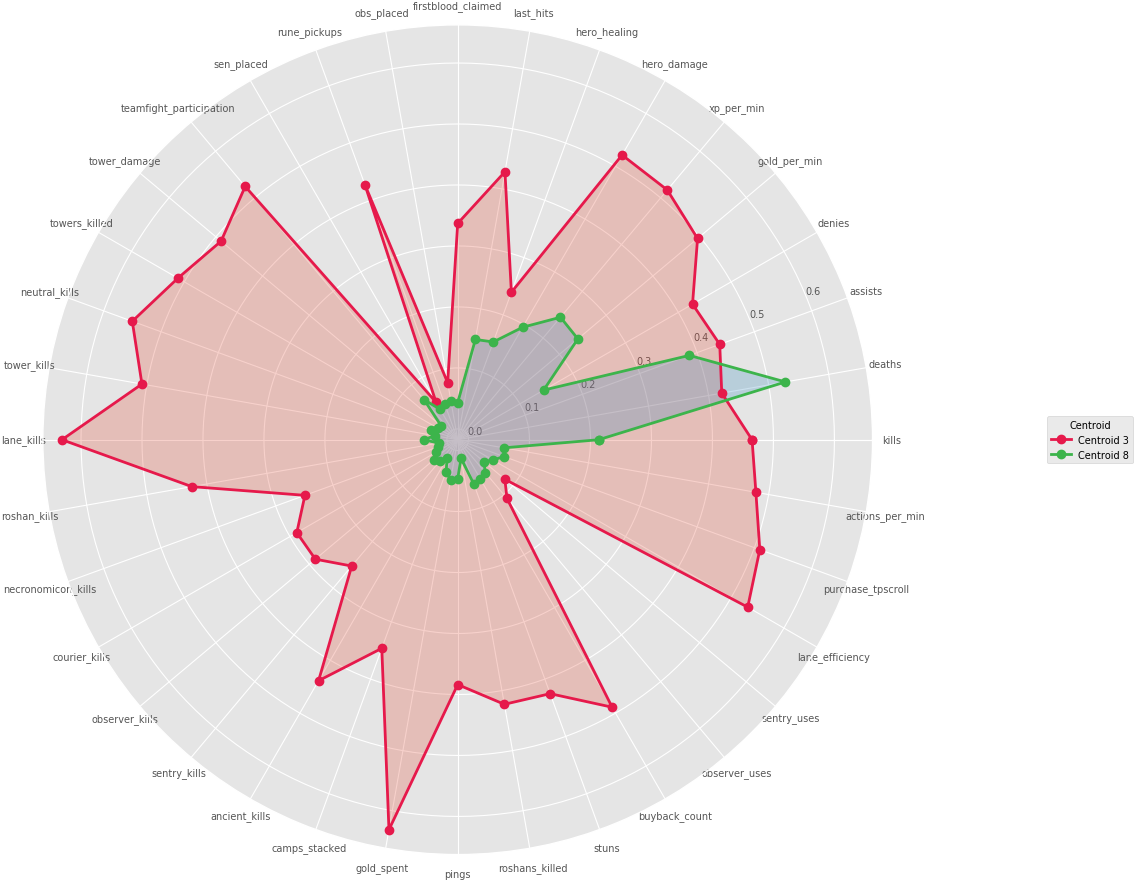 firstblood_claimed
obs_placed
last_hits
rune_pickups
hero_healing
sen_placed
hero_damage
teamfight_participation
xp_per_min
tower_damage
gold_per_min
towers_killed
denies
neutral_kills
assists
0.6
0.5
0.4
tower_kills
0.3
deaths
0.2
0.1
0.0
lane_kills
kills
Centroid
Centroid 3
Centroid 8
roshan_kills
actions_per_min
necronomicon_kills
purchase_tpscroll
courier_kills
lane_efficiency
observer_kills
sentry_uses
sentry_kills
observer_uses
ancient_kills
buyback_count
camps_stacked
stuns
gold_spent
roshans_killed
pings